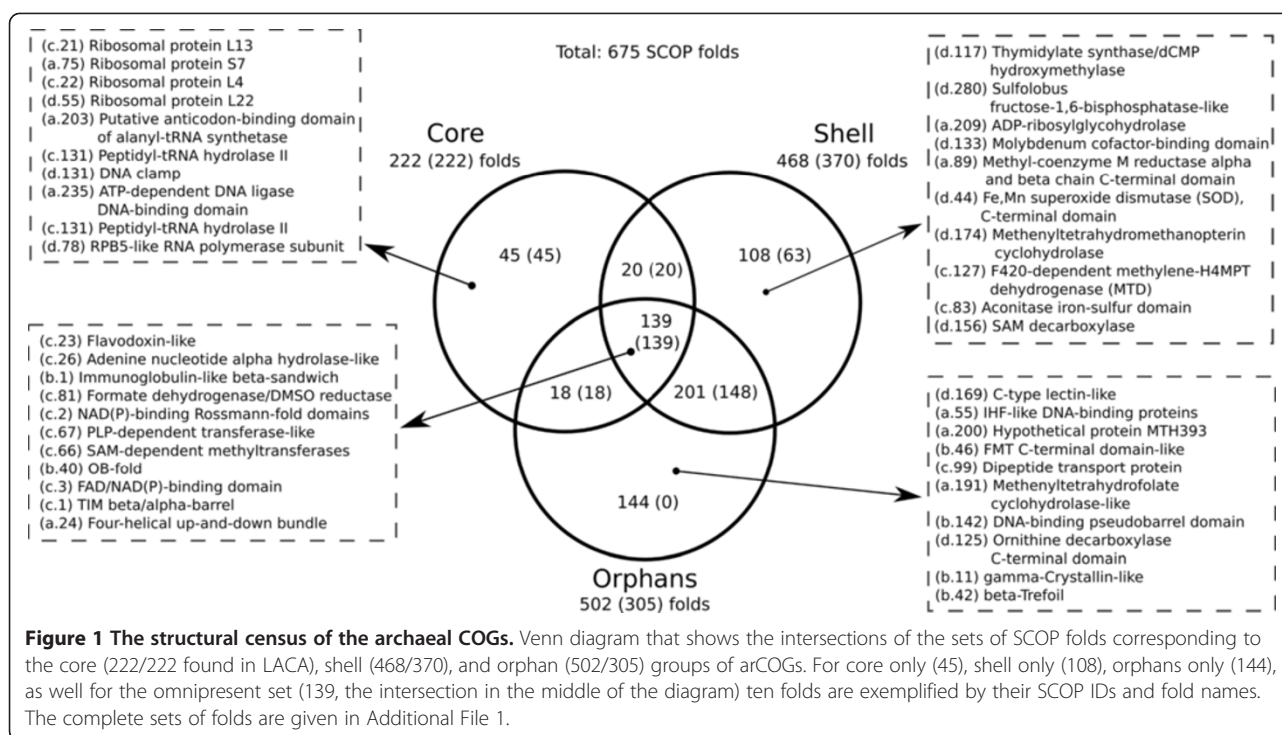 (c.21) Ribosomal protein L13
(a.75) Ribosomal protein S7
(c.22) Ribosomal protein L4
(d.55) Ribosomal protein L22
(a.203) Putative anticodon-binding domain
of alanyl-tRNA synthetase
(c.131) Peptidyl-tRNA hydrolase II
(d.131) DNA clamp
(a.235) ATP-dependent DNA ligase
DNA-binding domain
(c.131) Peptidyl-tRNA hydrolase II
(d.78) RPB5-like RNA polymerase subunit
Total: 675 SCOP folds
(d.117) Thymidylate synthase/dCMP
hydroxymethylase
(d.280) Sulfolobus
fructose-1,6-bisphosphatase-like
(a.209) ADP-ribosylglycohydrolase
(d.133) Molybdenum cofactor-binding domain
(a.89) Methyl-coenzyme M reductase alpha
and beta chain C-terminal domain
(d.44) Fe,Mn superoxide dismutase (SOD),
C-terminal domain
(d.174) Methenyltetrahydromethanopterin
cyclohydrolase
(c.127) F420-dependent methylene-H4MPT
dehydrogenase (MTD)
(c.83) Aconitase iron-sulfur domain
(d.156) SAM decarboxylase
Core
222 (222) folds
Shell
468 (370) folds
45 (45)
20 (20)
108 (63)
139
(139)
18 (18)
201 (148)
144 (0)
Orphans
502 (305) folds
(c.23) Flavodoxin-like
(c.26) Adenine nucleotide alpha hydrolase-like
(b.1) Immunoglobulin-like beta-sandwich
(c.81) Formate dehydrogenase/DMSO reductase
(c.2) NAD(P)-binding Rossmann-fold domains
(c.67) PLP-dependent transferase-like
(c.66) SAM-dependent methyltransferases
(b.40) OB-fold
(c.3) FAD/NAD(P)-binding domain
(c.1) TIM beta/alpha-barrel
(a.24) Four-helical up-and-down bundle
(d.169) C-type lectin-like
(a.55) IHF-like DNA-binding proteins
(a.200) Hypothetical protein MTH393
(b.46) FMT C-terminal domain-like
(c.99) Dipeptide transport protein
(a.191) Methenyltetrahydrofolate
cyclohydrolase-like
(b.142) DNA-binding pseudobarrel domain
(d.125) Ornithine decarboxylase
C-terminal domain
(b.11) gamma-Crystallin-like
(b.42) beta-Trefoil
Figure 1 The structural census of the archaeal COGs. Venn diagram that shows the intersections of the sets of SCOP folds corresponding to
the core (222/222 found in LACA), shell (468/370), and orphan (502/305) groups of arCOGs. For core only (45), shell only (108), orphans only (144),
as well for the omnipresent set (139, the intersection in the middle of the diagram) ten folds are exemplified by their SCOP IDs and fold names.
The complete sets of folds are given in Additional File 1.